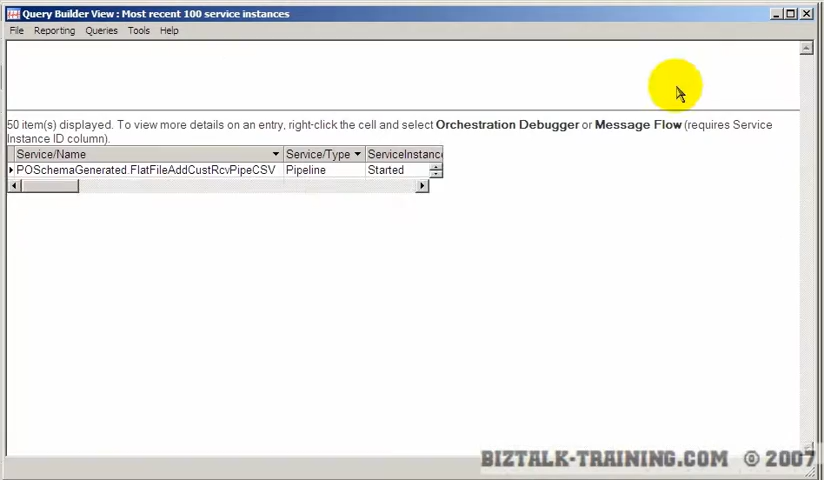 Query Builder View : Most recent 100 service instances
File Reporting Queries Tools Help
50 item(s) displayed. To view more details on an entry, right-click the cell and select Orchestration Debugger or Message Flow (requires Service
Instance ID column).
Service/Name Service/Type ServiceInstance
POSchemaGenerated.FlatFileAddCustRcvPipeCSV Pipeline Started
BIZTALK-TRAINING.COM © 2007